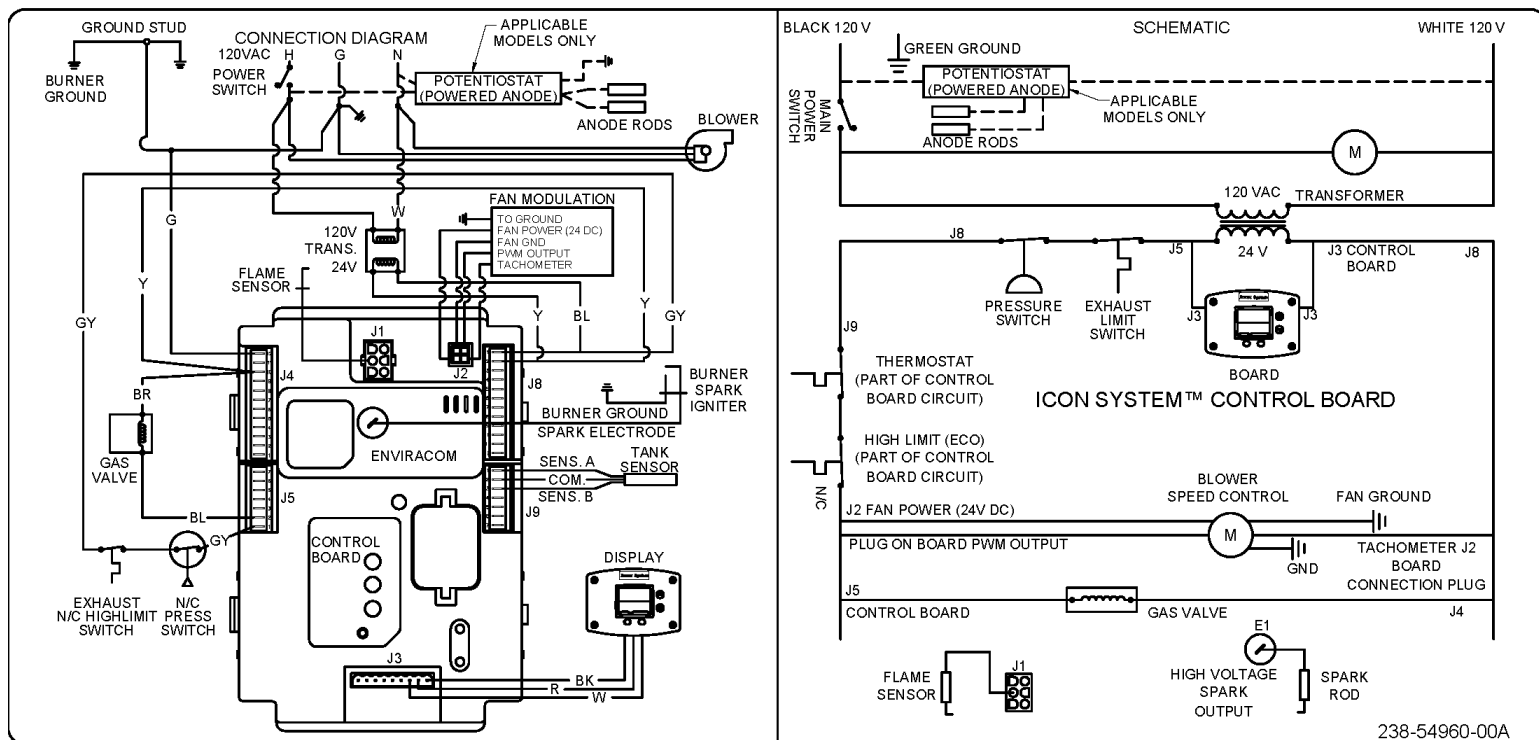 GROUND STUD
BURNER
GROUND
CONNECTION DIAGRAM
120VAC H G N
POWER
SWITCH
APPLICABLE
MODELS ONLY
POTENTIOSTAT
(POWERED ANODE)
ANODE RODS
BLOWER
G
W
Y
GY
120V
TRANS.
24V
FAN MODULATION
TO GROUND
FAN POWER (24 DC)
FAN GND
PWM OUTPUT
TACHOMETER
FLAME
SENSOR
Y
BL
Y
GY
J1
J2
J4
J8
BR
GAS
VALVE
BURNER
SPARK
IGNITER
BURNER GROUND
SPARK ELECTRODE
ENVIRACOM
SENS. A
COM.
SENS. B
TANK
SENSOR
J5
J9
BL
GY
CONTROL
BOARD
EXHAUST
N/C HIGHLIMIT
SWITCH
N/C
PRESS
SWITCH
DISPLAY
J3
BK
R
W
BLACK 120 V
SCHEMATIC
WHITE 120 V
GREEN GROUND
POTENTIOSTAT
(POWERED ANODE)
MAIN
POWER
SWITCH
APPLICABLE
MODELS ONLY
ANODE RODS
M
120 VAC
TRANSFORMER
J8
J5
24 V
J3 CONTROL
BOARD
J8
PRESSURE
SWITCH
EXHAUST
LIMIT
SWITCH
J3
J3
BOARD
J9
THERMOSTAT
(PART OF CONTROL
BOARD CIRCUIT)
ICON SYSTEM™ CONTROL BOARD
HIGH LIMIT (ECO)
(PART OF CONTROL
BOARD CIRCUIT)
N/C
BLOWER
SPEED CONTROL
FAN GROUND
J2 FAN POWER (24V DC)
M
PLUG ON BOARD PWM OUTPUT
GND
TACHOMETER J2
BOARD
CONNECTION PLUG
J5
CONTROL BOARD
GAS VALVE
J4
FLAME
SENSOR
J1
E1
HIGH VOLTAGE
SPARK
OUTPUT
SPARK
ROD
238-54960-00A